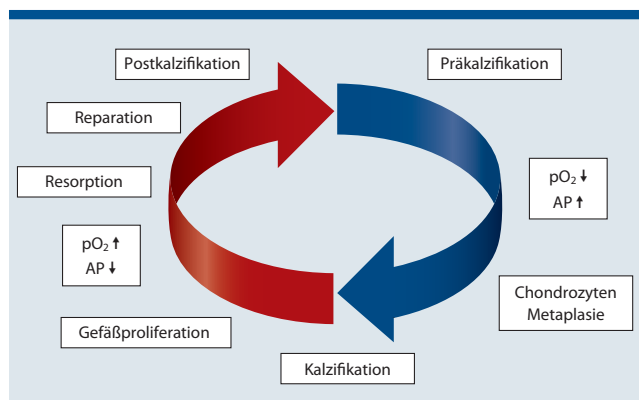 Postkalzifikation
Präkalzifikation
Reparation
Resorption
pO₂ ↓
AP ↑
pO₂ ↑
AP ↓
Chondrozyten
Metaplasie
Gefäßproliferation
Kalzifikation